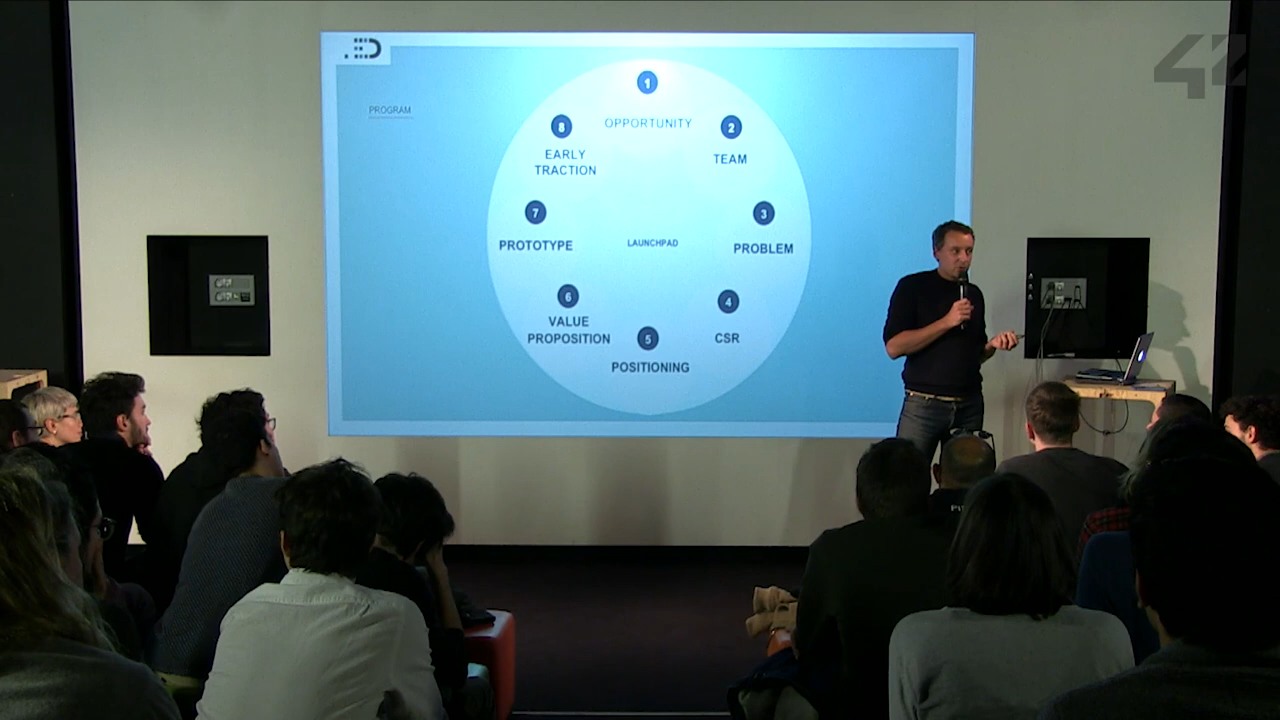 42
PROGRAM
1
OPPORTUNITY
2
TEAM
3
PROBLEM
4
CSR
5
POSITIONING
6
VALUE
PROPOSITION
7
PROTOTYPE
8
EARLY
TRACTION
LAUNCHPAD